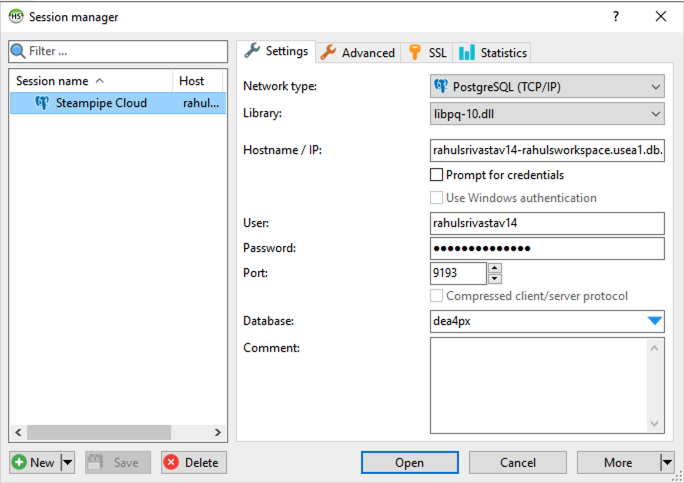 HS Session manager
Filter ...
Session name Host
Steampipe Cloud rahul...
Settings Advanced SSL Statistics
Network type: PostgreSQL (TCP/IP)
Library: libpq-10.dll
Hostname / IP: rahulsrivastav14-rahulsworkspace.usea1.db.
Prompt for credentials
Use Windows authentication
User: rahulsrivastav14
Password: ●●●●●●●●●●●●●●
Port: 9193
Compressed client/server protocol
Database: dea4px
Comment:
New Save Delete Open Cancel More